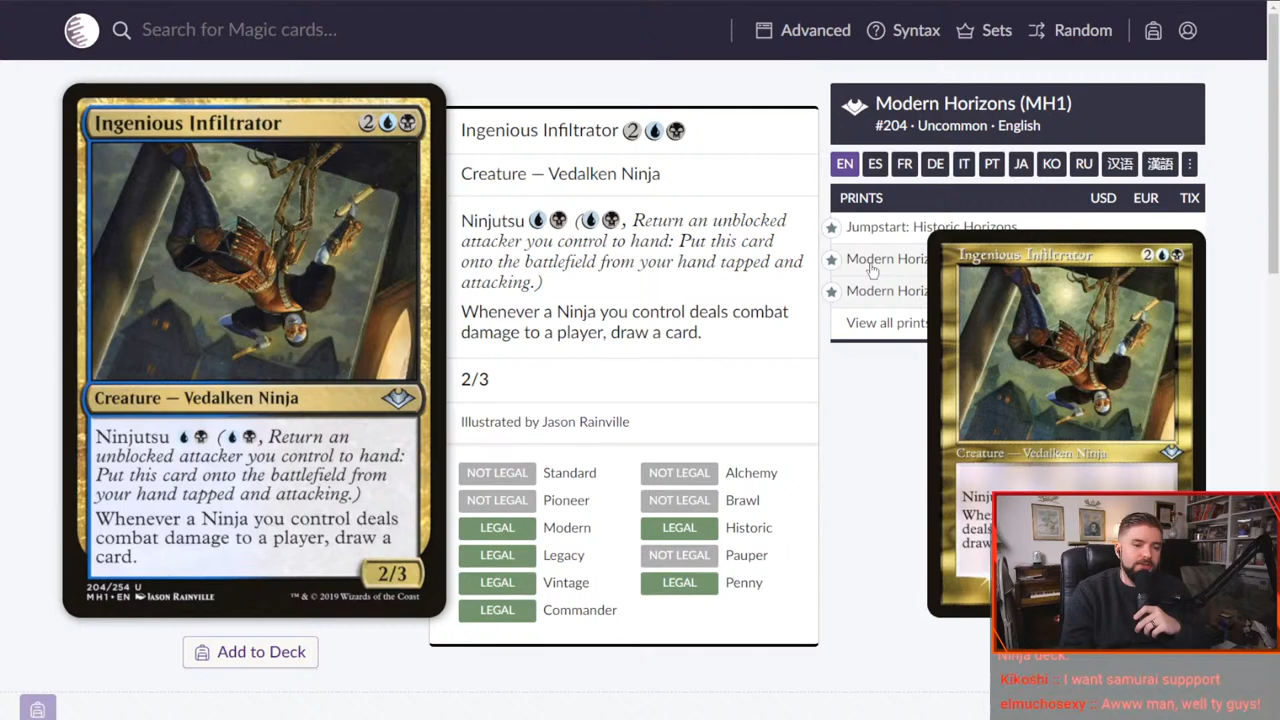 Search for Magic cards...
Advanced
Syntax
Sets
Random
Ingenious Infiltrator 2
Creature — Vedalken Ninja
Ninjutsu (, Return an
unblocked attacker you control to hand:
Put this card onto the battlefield from
your hand tapped and attacking.)
Whenever a Ninja you control deals
combat damage to a player, draw a
card.
2/3
204/254 U
MH1 • EN JASON RAINVILLE
™ & © 2019 Wizards of the Coast
Add to Deck
Ingenious Infiltrator 2
Creature — Vedalken Ninja
Ninjutsu (, Return an unblocked
attacker you control to hand: Put this card
onto the battlefield from your hand tapped and
attacking.)
Whenever a Ninja you control deals combat
damage to a player, draw a card.
2/3
Illustrated by Jason Rainville
NOT LEGAL Standard
NOT LEGAL Alchemy
NOT LEGAL Pioneer
NOT LEGAL Brawl
LEGAL Modern
LEGAL Historic
LEGAL Legacy
NOT LEGAL Pauper
LEGAL Vintage
LEGAL Penny
LEGAL Commander
Modern Horizons (MH1)
#204 · Uncommon · English
EN ES FR DE IT PT JA KO RU 汉语 漢語
PRINTS USD EUR TIX
Jumpstart: Historic Horizons
Modern Horiz
Modern Horiz
View all prints
Ingenious Infiltrator 2
Creature — Vedalken Ninja
Ninj
Whe
deals
draw
Ninja deck.
Kikoshi :: I want samurai suppport
elmuchosexy :: Awww man, well ty guys!